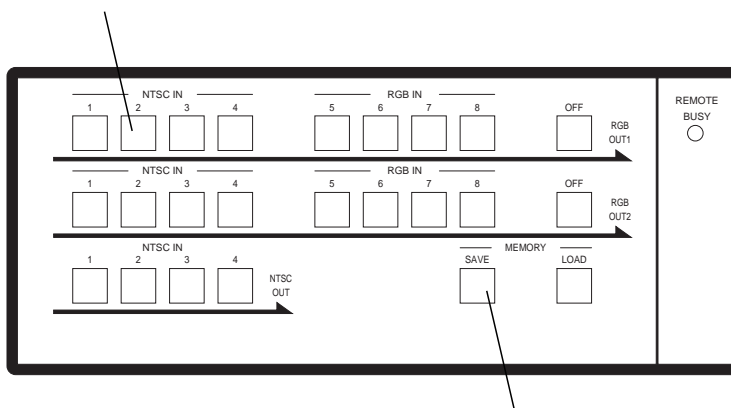 NTSC IN RGB IN
1 2 3 4 5 6 7 8 OFF
RGB
OUT1
NTSC IN RGB IN
1 2 3 4 5 6 7 8 OFF
RGB
OUT2
NTSC IN MEMORY
1 2 3 4 SAVE LOAD
NTSC
OUT
REMOTE
BUSY